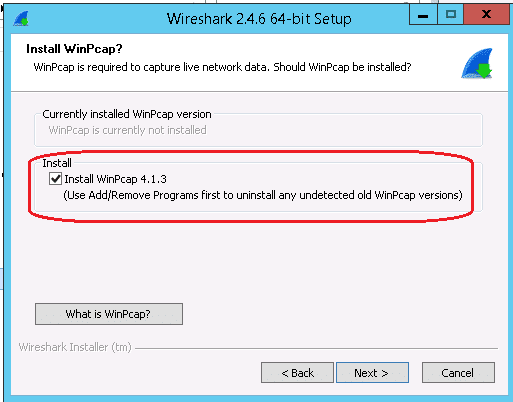 Wireshark 2.4.6 64-bit Setup
Install WinPcap?
WinPcap is required to capture live network data. Should WinPcap be installed?
Currently installed WinPcap version
WinPcap is currently not installed
Install
Install WinPcap 4.1.3
(Use Add/Remove Programs first to uninstall any undetected old WinPcap versions)
What is WinPcap?
Wireshark Installer (tm)
< Back Next > Cancel